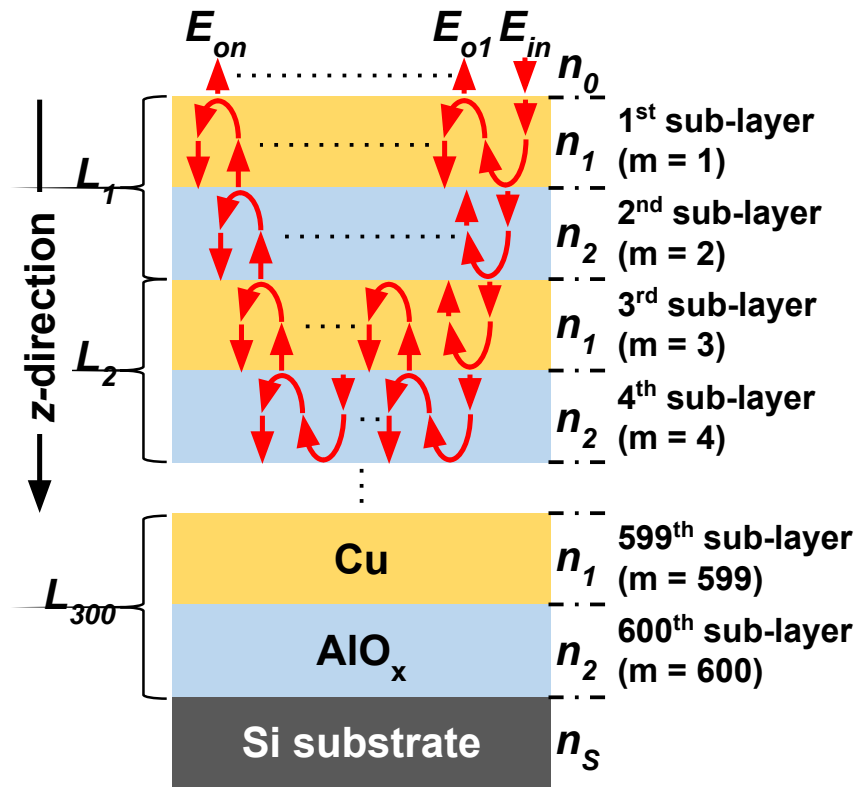 E_on E_o1 E_in
n_0
L_1
n_1
1st sub-layer
(m = 1)
n_2
2nd sub-layer
(m = 2)
z-direction
L_2
n_1
3rd sub-layer
(m = 3)
n_2
4th sub-layer
(m = 4)
L_300
Cu
n_1
599th sub-layer
(m = 599)
AlO_x
n_2
600th sub-layer
(m = 600)
Si substrate
n_S